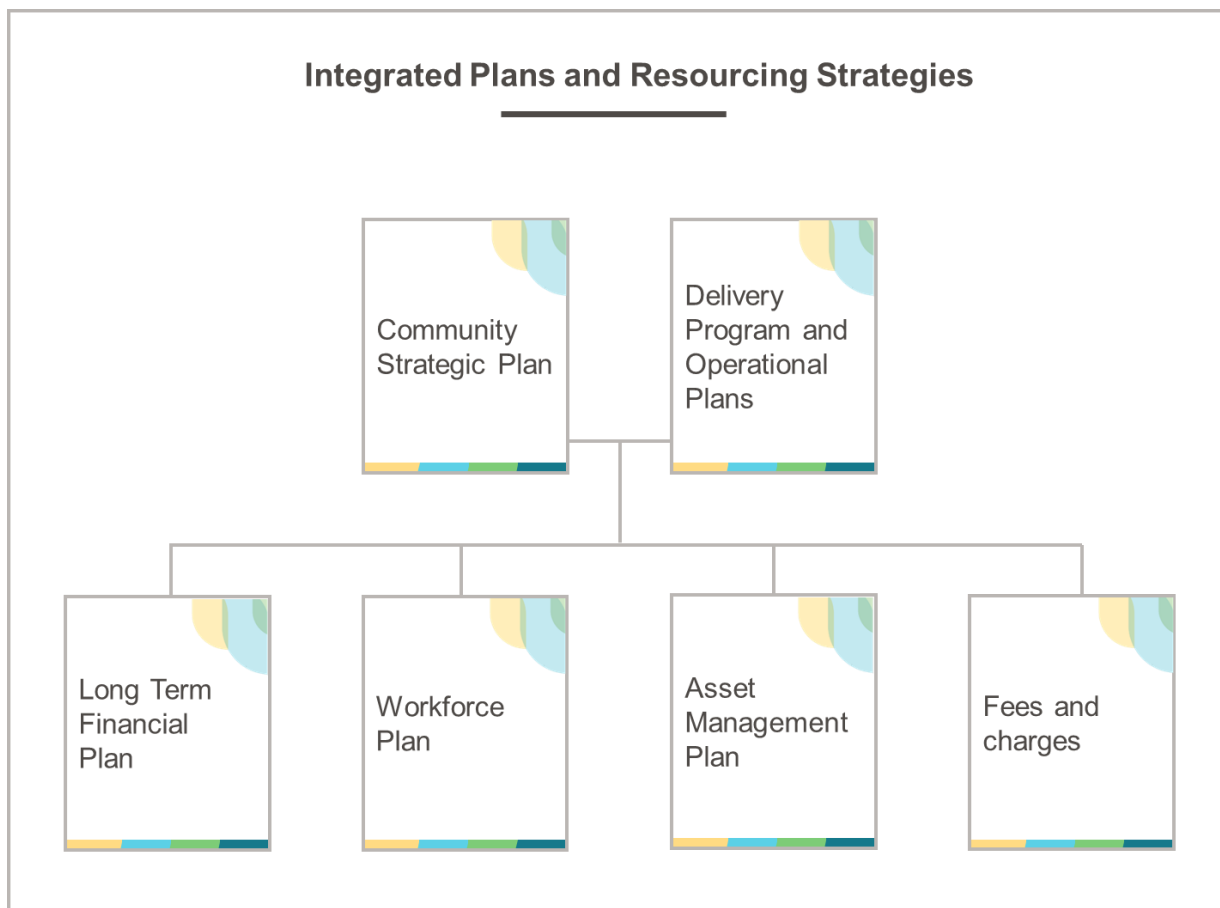 Integrated Plans and Resourcing Strategies
Community
Strategic Plan
Delivery
Program and
Operational
Plans
Long Term
Financial
Plan
Workforce
Plan
Asset
Management
Plan
Fees and
charges